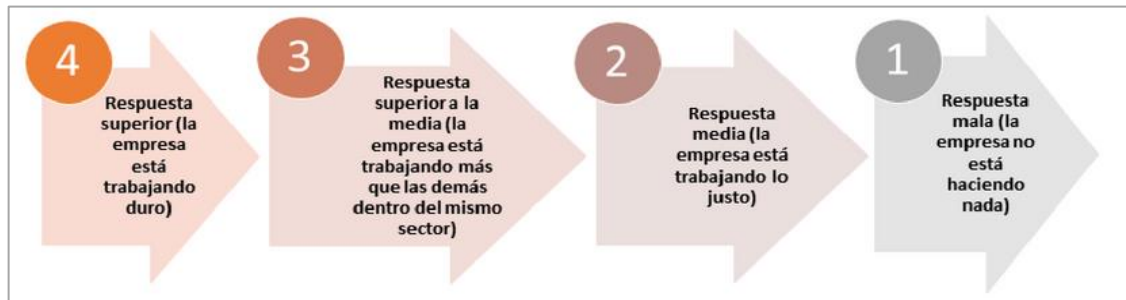 4
Respuesta
superior (la
empresa
está
trabajando
duro)
3
Respuesta
superior a la
media (la
empresa está
trabajando más
que las demás
dentro del mismo
sector)
2
Respuesta
media (la
empresa está
trabajando lo
justo)
1
Respuesta
mala (la
empresa no
está
haciendo
nada)